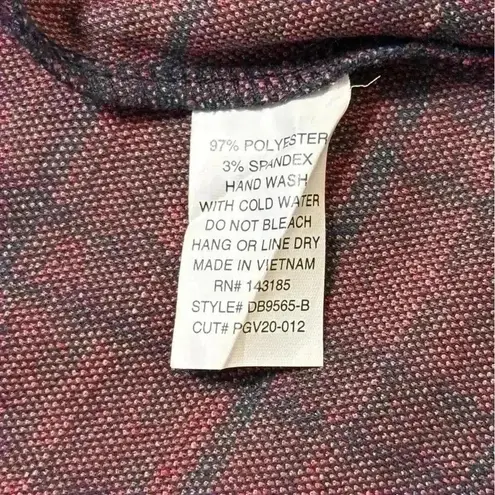 97% POLYESTER
3% SPANDEX
HAND WASH
WITH COLD WATER
DO NOT BLEACH
HANG OR LINE DRY
MADE IN VIETNAM
RN# 143185
STYLE# DB9565-B
CUT# PGV20-012